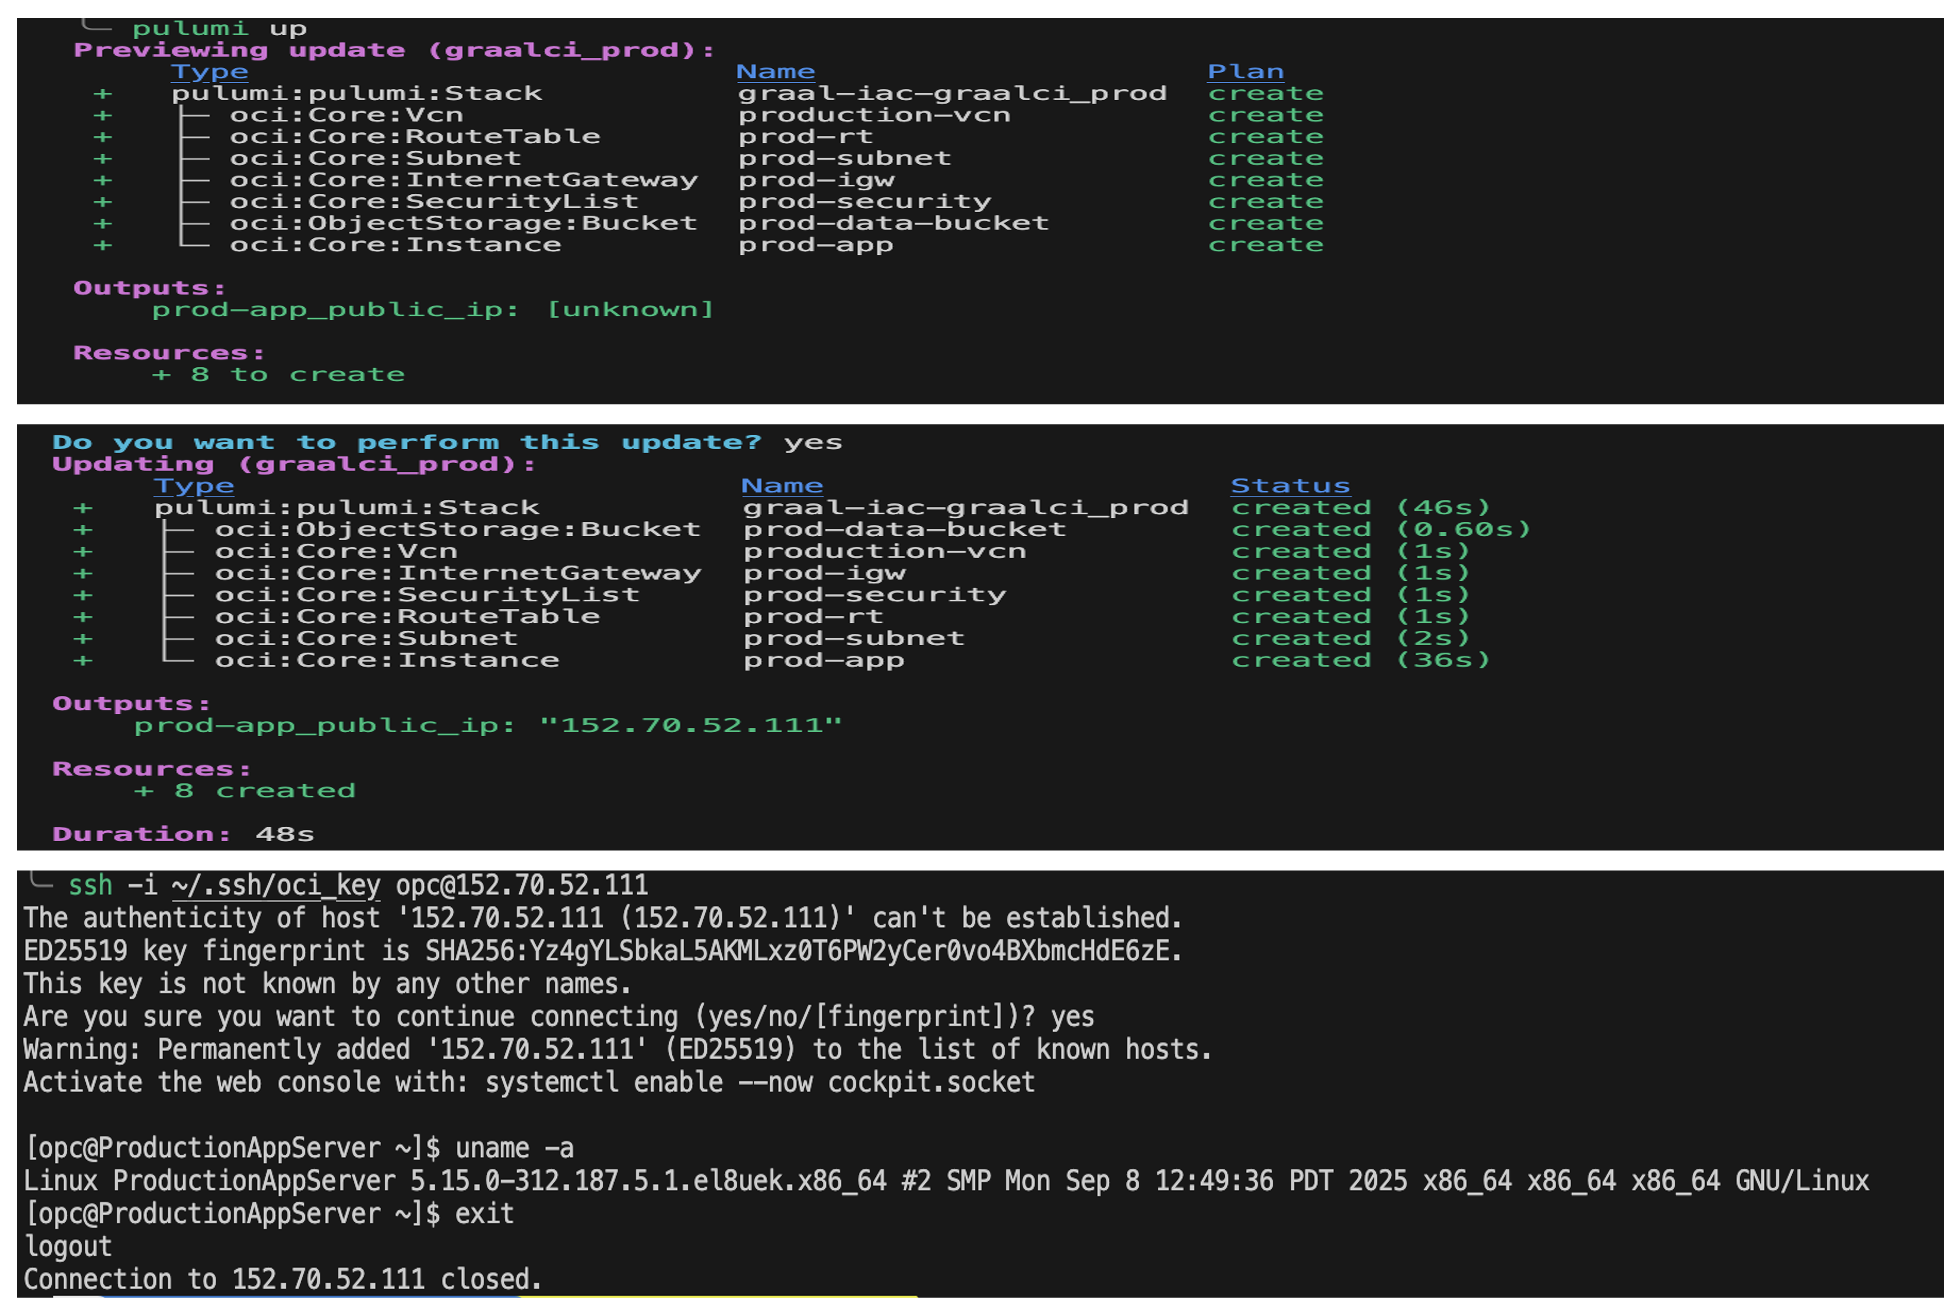 ╰─ pulumi up
Previewing update (graalci_prod):
Type Name Plan
+ pulumi:pulumi:Stack graal-iac-graalci_prod create
+ ├─ oci:Core:Vcn production-vcn create
+ ├─ oci:Core:RouteTable prod-rt create
+ ├─ oci:Core:Subnet prod-subnet create
+ ├─ oci:Core:InternetGateway prod-igw create
+ ├─ oci:Core:SecurityList prod-security create
+ ├─ oci:ObjectStorage:Bucket prod-data-bucket create
+ └─ oci:Core:Instance prod-app create
Outputs:
prod-app_public_ip: [unknown]
Resources:
+ 8 to create
Do you want to perform this update? yes
Updating (graalci_prod):
Type Name Status
+ pulumi:pulumi:Stack graal-iac-graalci_prod created (46s)
+ ├─ oci:ObjectStorage:Bucket prod-data-bucket created (0.60s)
+ ├─ oci:Core:Vcn production-vcn created (1s)
+ ├─ oci:Core:InternetGateway prod-igw created (1s)
+ ├─ oci:Core:SecurityList prod-security created (1s)
+ ├─ oci:Core:RouteTable prod-rt created (1s)
+ ├─ oci:Core:Subnet prod-subnet created (2s)
+ └─ oci:Core:Instance prod-app created (36s)
Outputs:
prod-app_public_ip: "152.70.52.111"
Resources:
+ 8 created
Duration: 48s
╰─ ssh -i ~/.ssh/oci_key opc@152.70.52.111
The authenticity of host '152.70.52.111 (152.70.52.111)' can't be established.
ED25519 key fingerprint is SHA256:Yz4gYLSbkaL5AKMLxz0T6PW2yCer0vo4BXbmcHdE6zE.
This key is not known by any other names.
Are you sure you want to continue connecting (yes/no/[fingerprint])? yes
Warning: Permanently added '152.70.52.111' (ED25519) to the list of known hosts.
Activate the web console with: systemctl enable --now cockpit.socket
[opc@ProductionAppServer ~]$ uname -a
Linux ProductionAppServer 5.15.0-312.187.5.1.el8uek.x86_64 #2 SMP Mon Sep 8 12:49:36 PDT 2025 x86_64 x86_64 x86_64 GNU/Linux
[opc@ProductionAppServer ~]$ exit
logout
Connection to 152.70.52.111 closed.